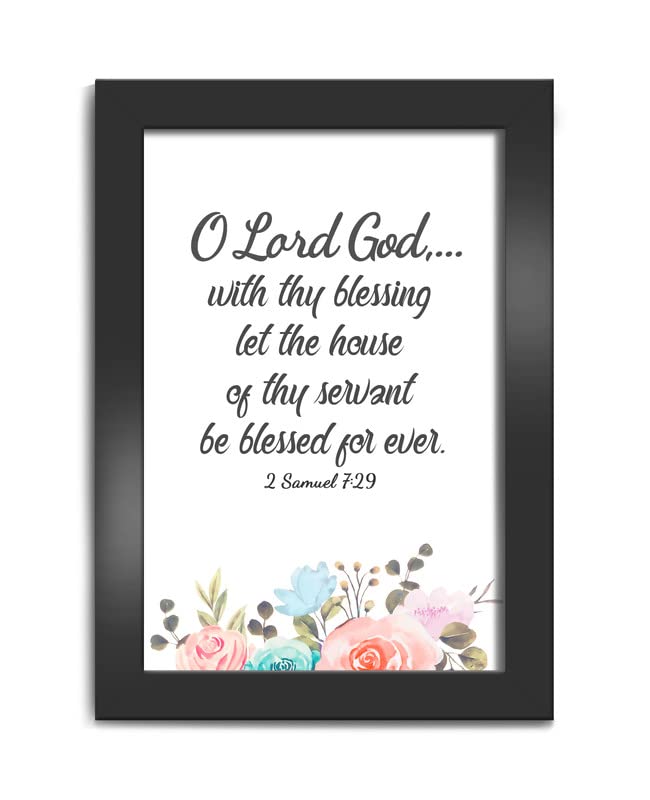 O Lord God,...
with thy blessing
let the house
of thy servant
be blessed for ever.
2 Samuel 7:29